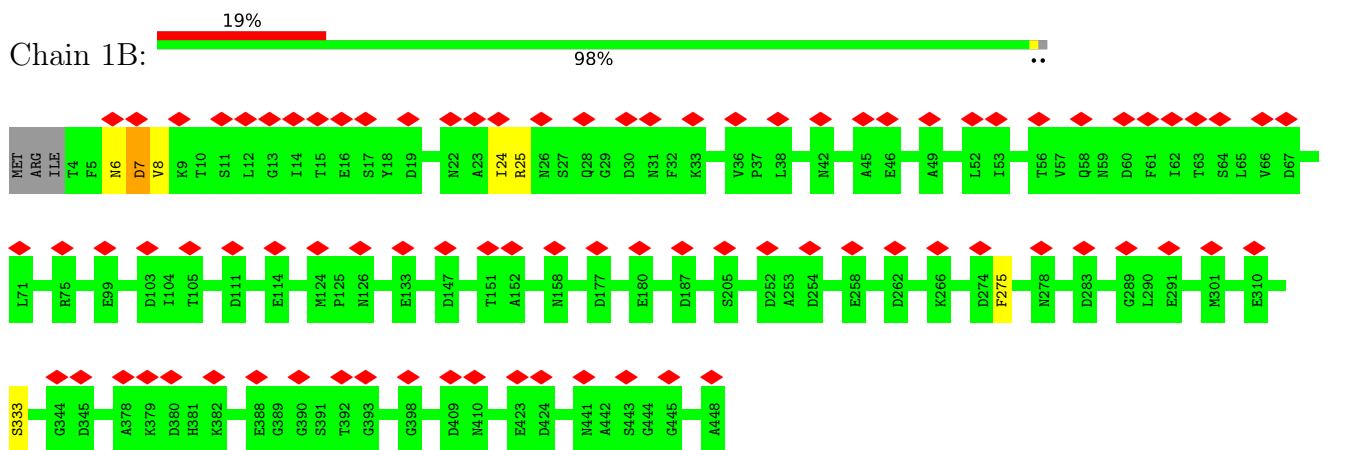 19%
Chain 1B:
98%
••
MET ARG ILE T4 F5 N6 D7 V8 K9 T10 S11 L12 G13 I14 T15 E16 S17 Y18 D19 N22 A23 I24 R25 N26 S27 Q28 G29 D30 N31 F32 K33 V36 P37 L38 N42 A45 E46 A49 L52 I53 T56 V57 Q58 N59 D60 F61 I62 T63 S64 L65 V66 D67
L71 R75 E99 D103 I104 T105 D111 E114 M124 P125 N126 E133 D147 T151 A152 N158 D177 E180 D187 S205 D252 A253 D254 E258 D262 K266 D274 F275 N278 D283 G289 L290 E291 M301 E310
S333 G344 D345 A378 K379 D380 H381 K382 E388 G389 G390 S391 T392 G393 G398 D409 N410 E423 D424 N441 A442 S443 G444 G445 A448